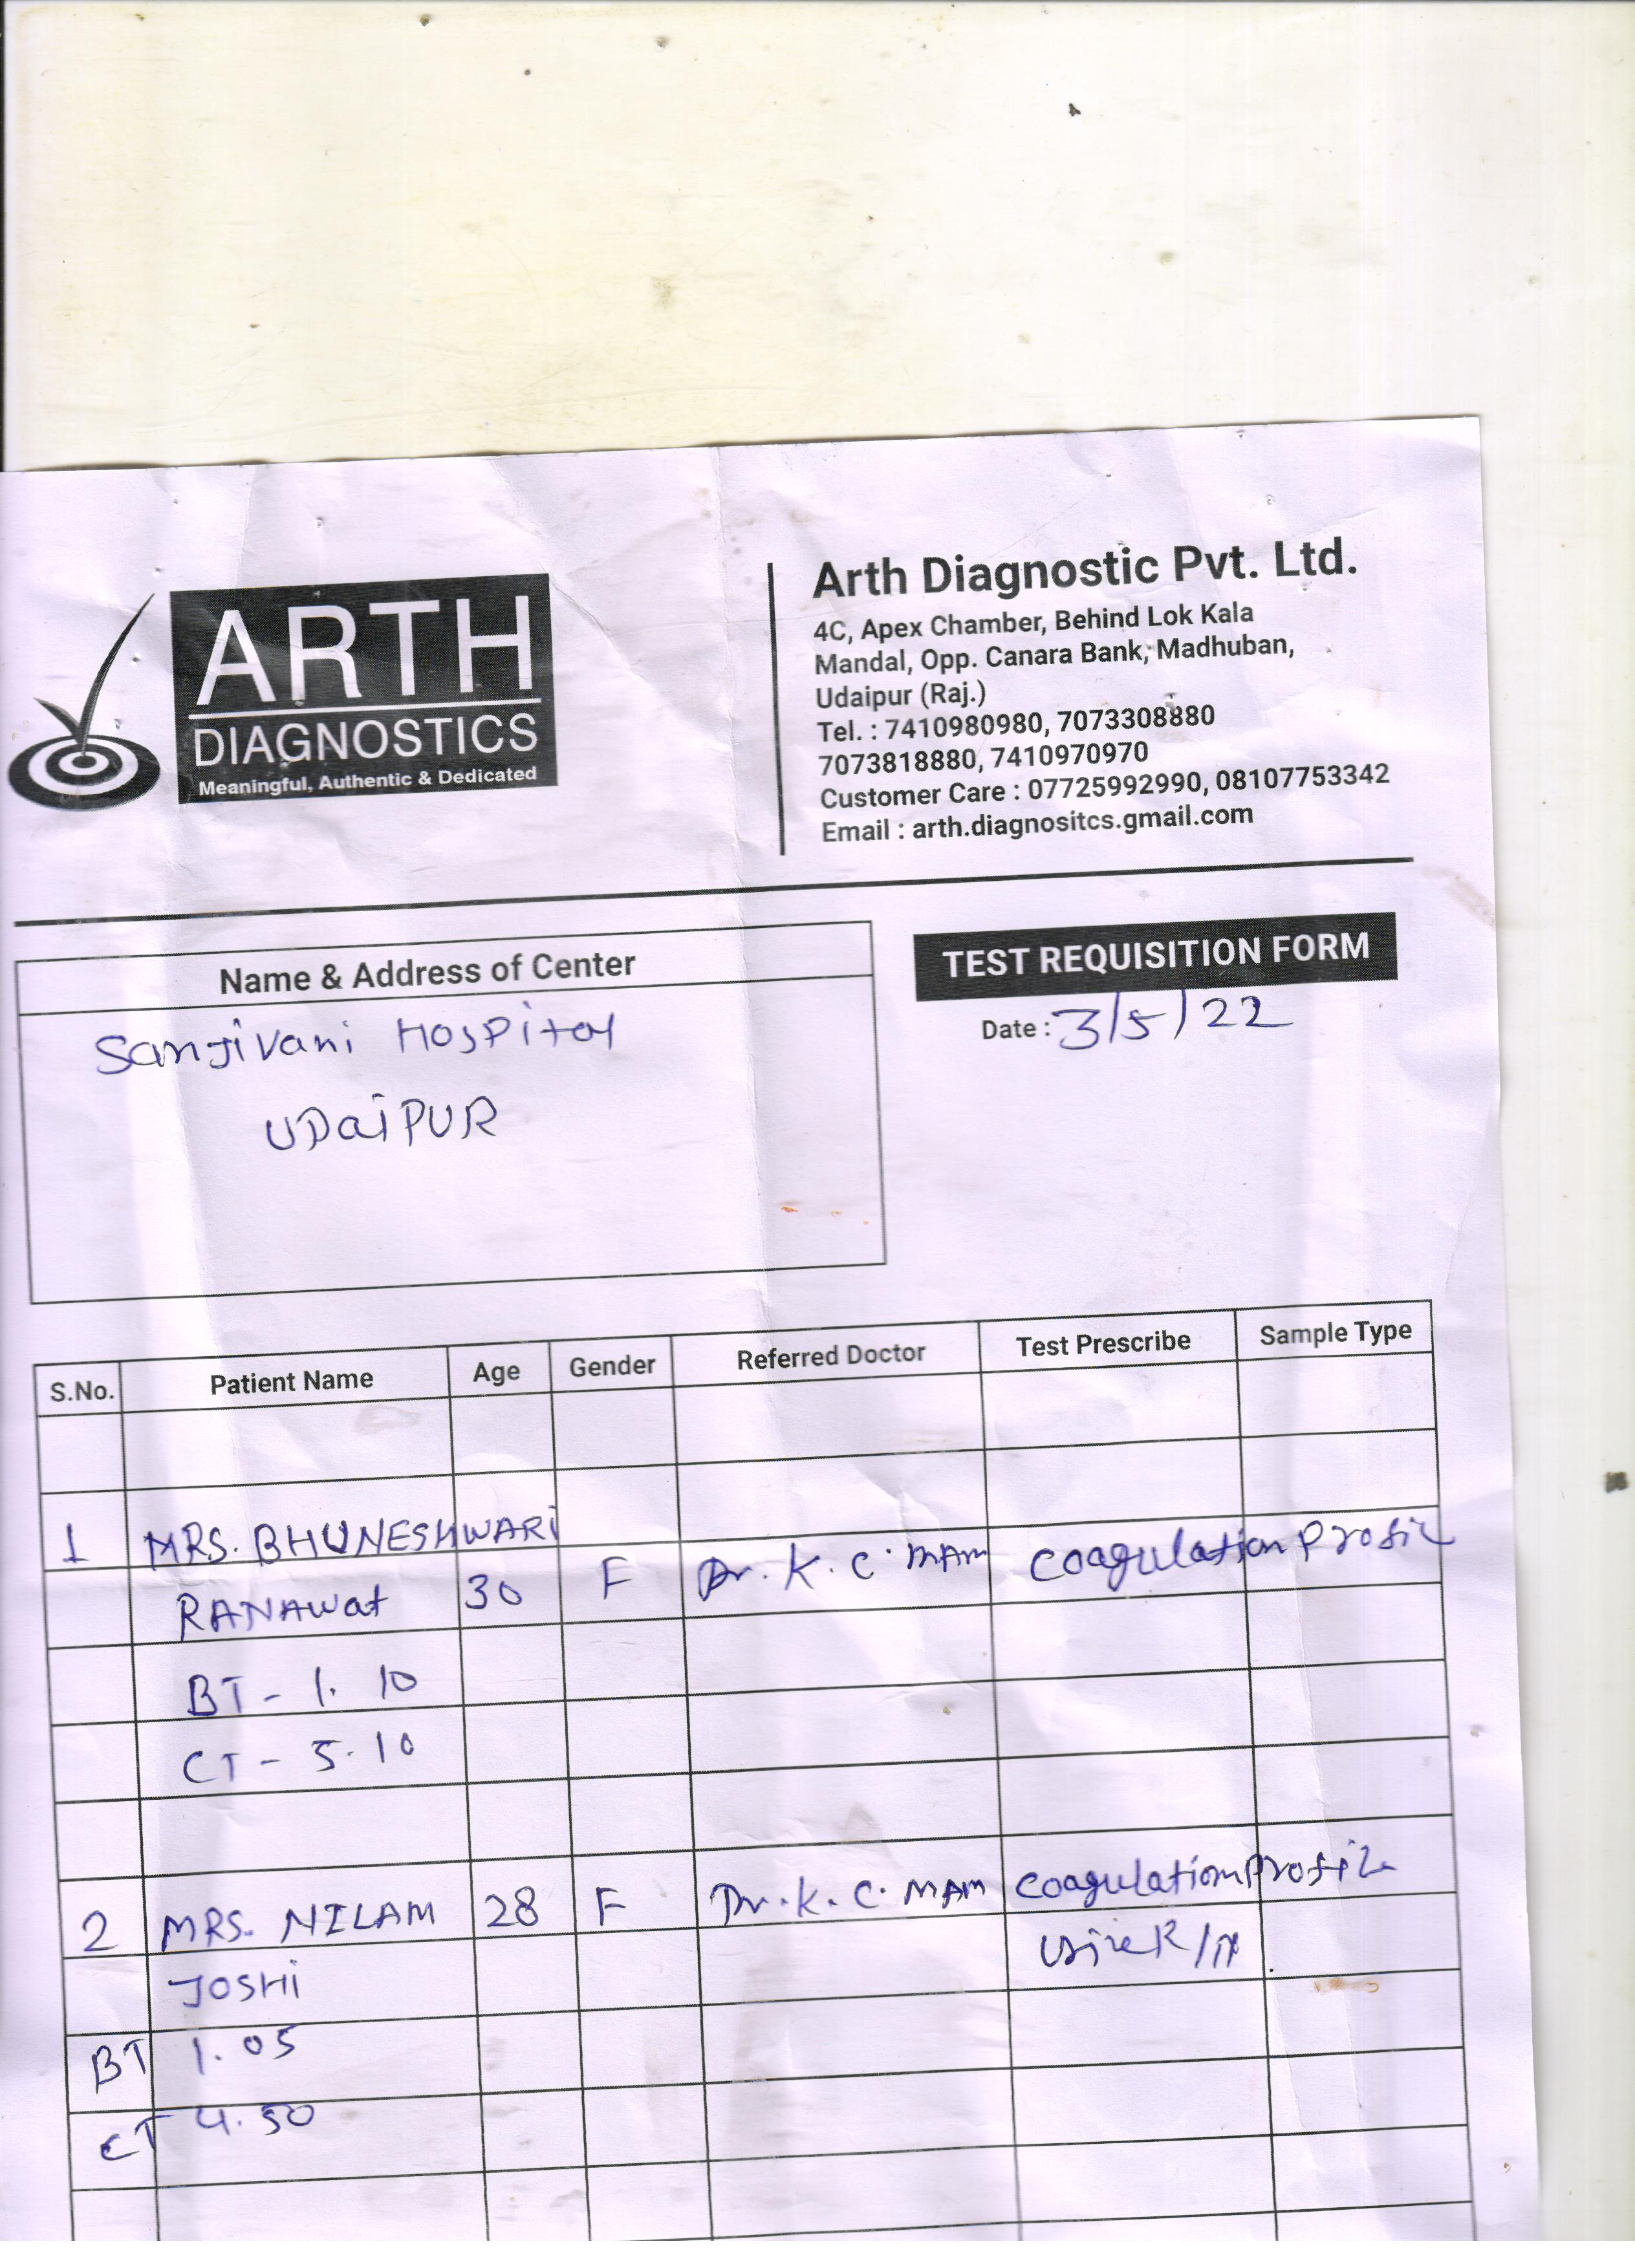 ARTH
DIAGNOSTICS
Meaningful, Authentic & Dedicated
Arth Diagnostic Pvt. Ltd.
4C, Apex Chamber, Behind Lok Kala
Mandal, Opp. Canara Bank, Madhuban,
Udaipur (Raj.)
Tel. : 7410980980, 7073308880
7073818880, 7410970970
Customer Care : 07725992990, 08107753342
Email : arth.diagnositcs.gmail.com
Name & Address of Center
Sanjivani Hospital
UDaiPUR
TEST REQUISITION FORM
Date : 3/5/22
S.No. Patient Name Age Gender Referred Doctor Test Prescribe Sample Type
1 MRS. BHUNESHWARi
RANAWat 30 F Dr. K. C. MAM Coagulation Profil
BT - 1. 10
CT - 5.10
2 MRS. NILAM 28 F Dr. K. C. MAM Coagulation Profile
JOSHi
BT 1.05
CT 4.50